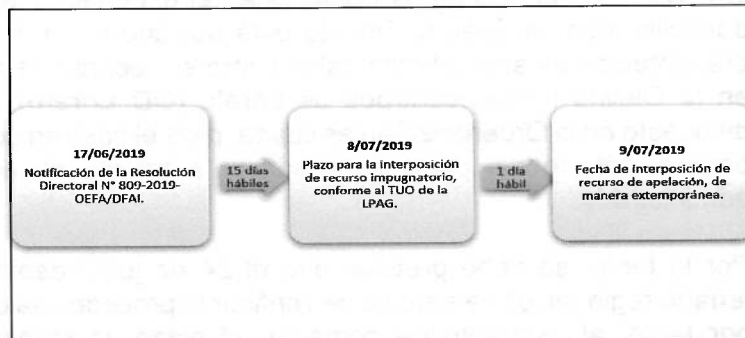 17/06/2019
Notificación de la Resolución
Directoral N° 809-2019-
OEFA/DFAI.
15 días
hábiles
8/07/2019
Plazo para la interposición
de recurso impugnatorio,
conforme al TUO de la
LPAG.
1 día
hábil
9/07/2019
Fecha de interposición de
recurso de apelación, de
manera extemporánea.